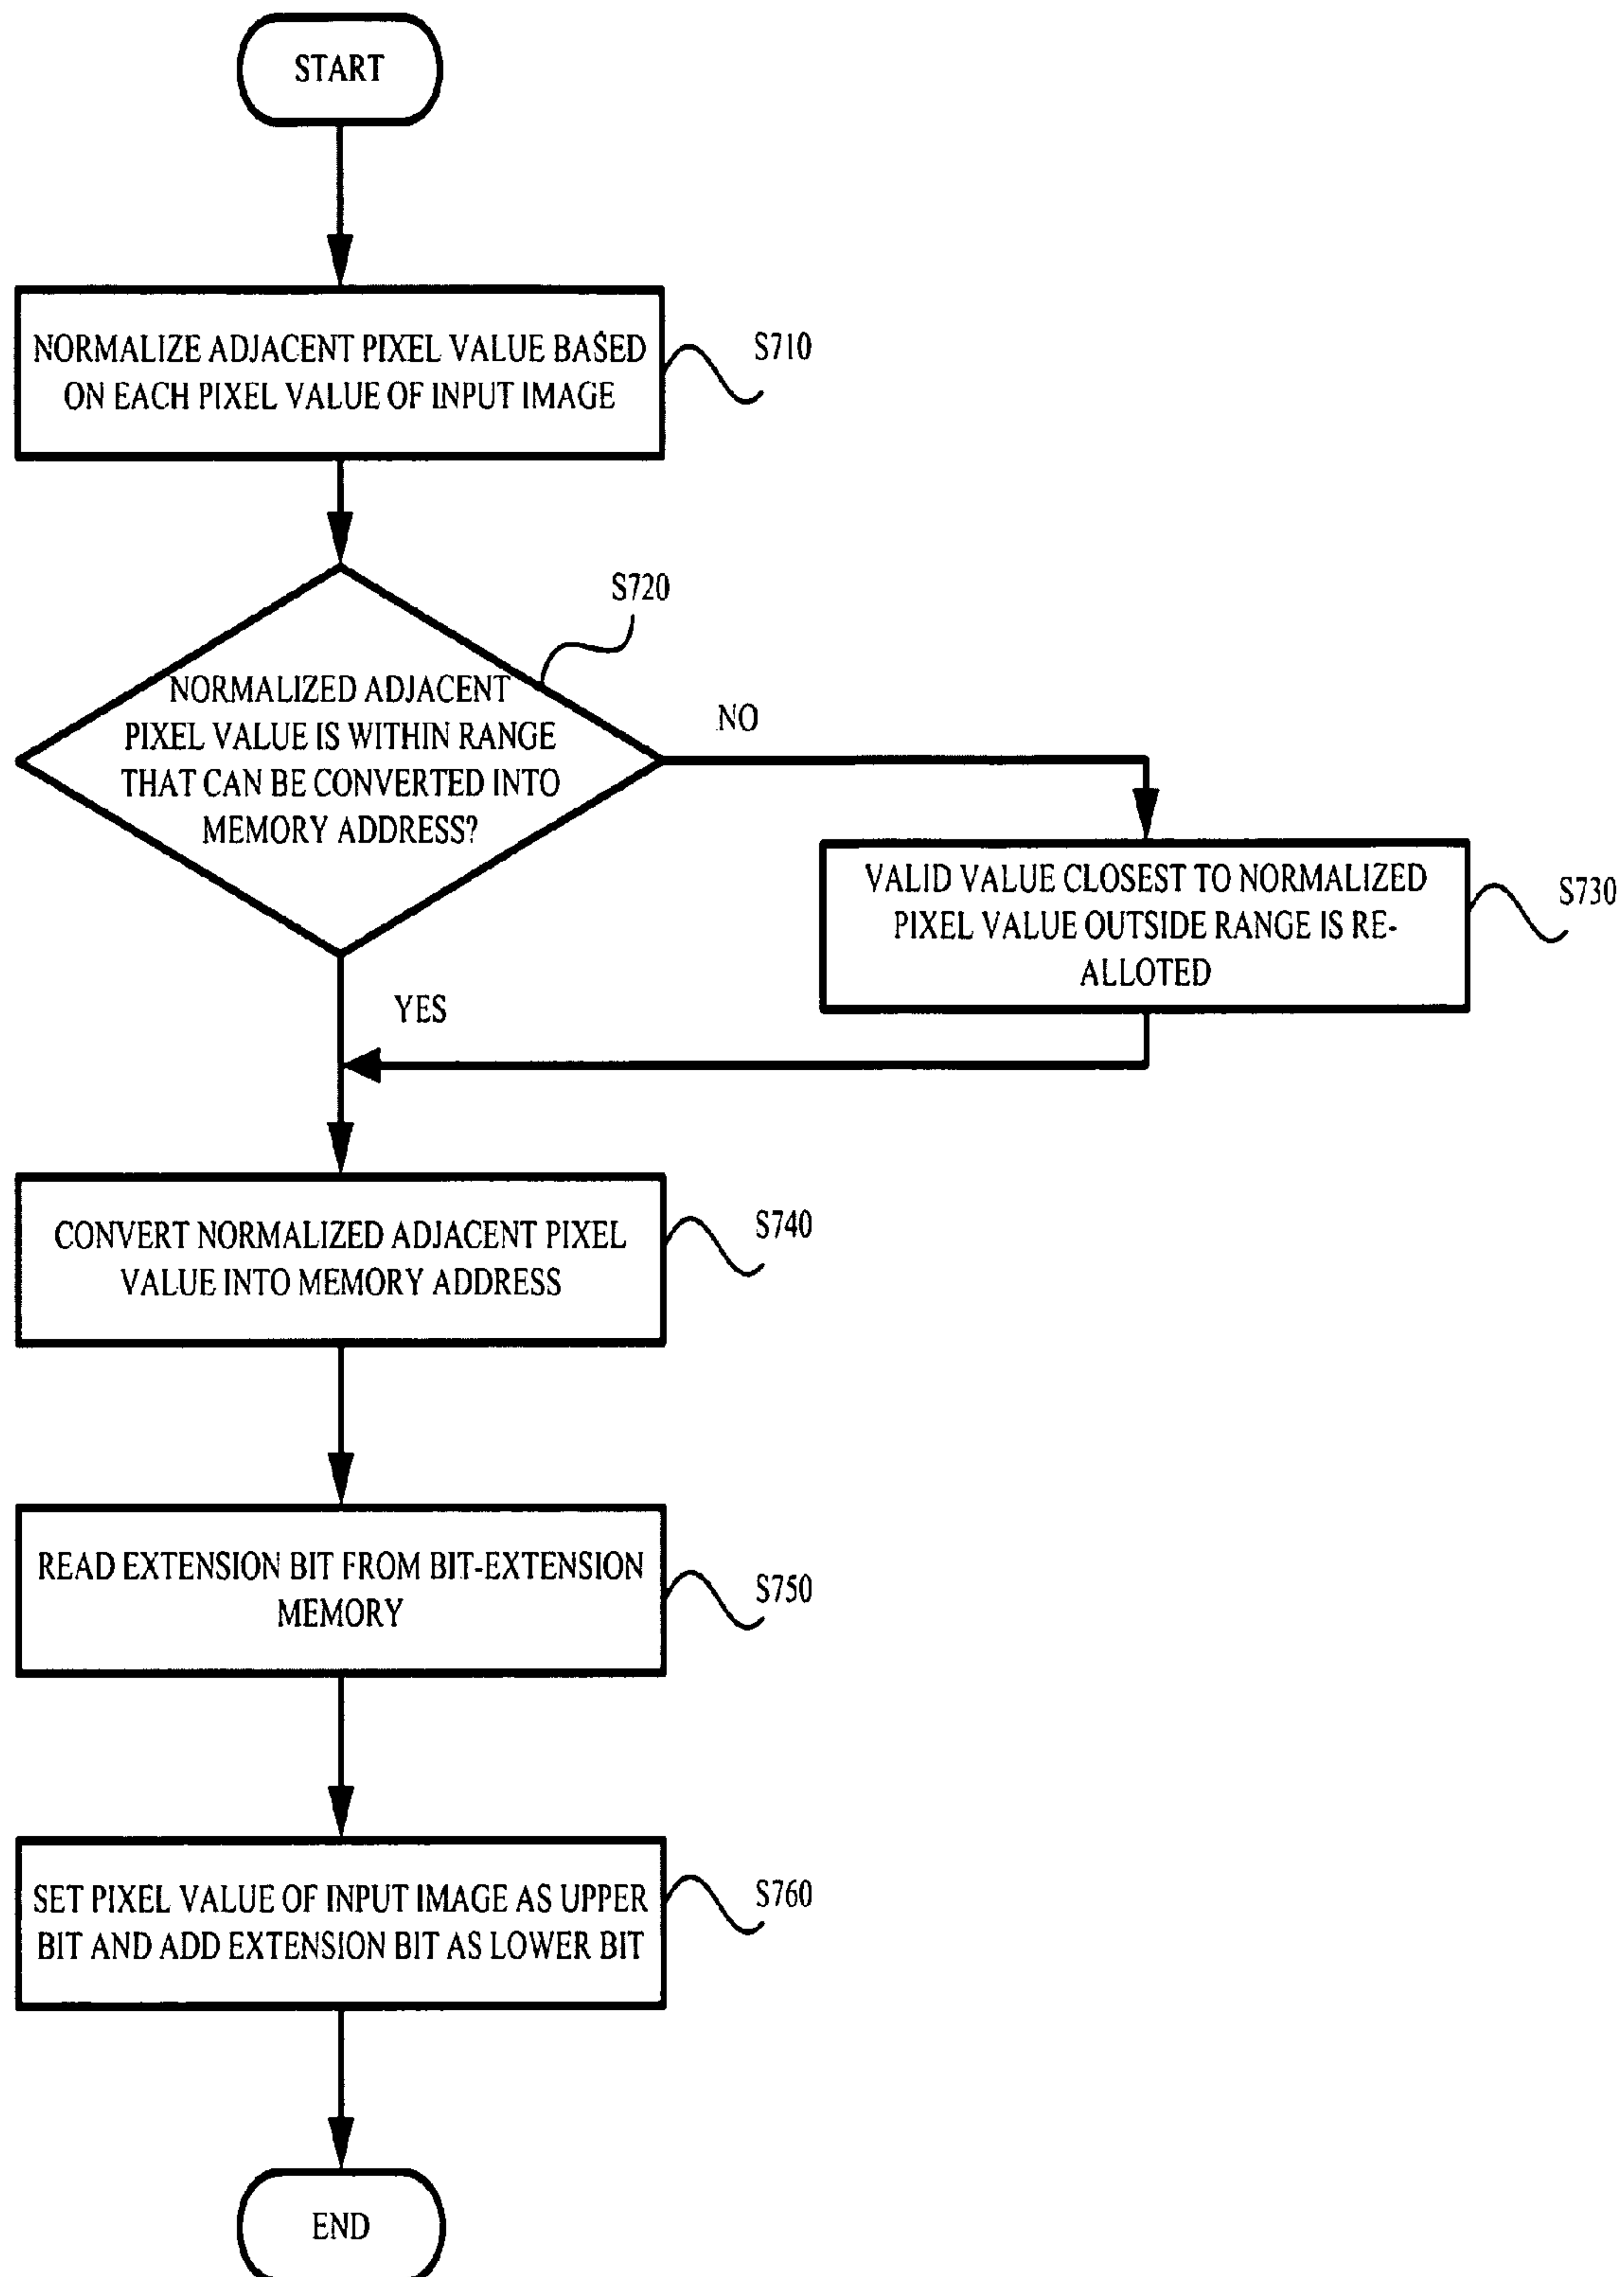 START
NORMALIZE ADJACENT PIXEL VALUE BASED
ON EACH PIXEL VALUE OF INPUT IMAGE
S710
S720
NORMALIZED ADJACENT
PIXEL VALUE IS WITHIN RANGE
THAT CAN BE CONVERTED INTO
MEMORY ADDRESS?
NO
VALID VALUE CLOSEST TO NORMALIZED
PIXEL VALUE OUTSIDE RANGE IS RE-
ALLOTED
S730
YES
CONVERT NORMALIZED ADJACENT PIXEL
VALUE INTO MEMORY ADDRESS
S740
READ EXTENSION BIT FROM BIT-EXTENSION
MEMORY
S750
SET PIXEL VALUE OF INPUT IMAGE AS UPPER
BIT AND ADD EXTENSION BIT AS LOWER BIT
S760
END